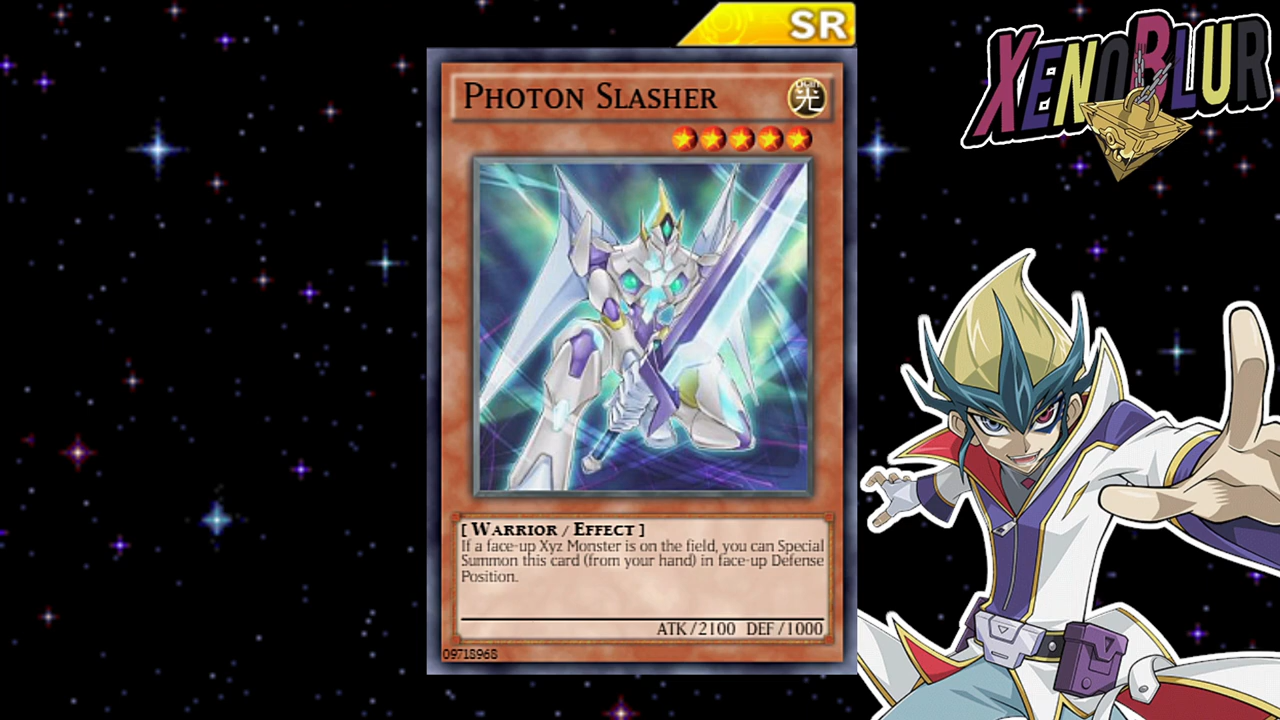 SR
XENOBLUR
PHOTON SLASHER
光
[ WARRIOR / EFFECT ]
If a face-up Xyz Monster is on the field, you can Special
Summon this card (from your hand) in face-up Defense
Position.
ATK/2100 DEF/1000
09718968